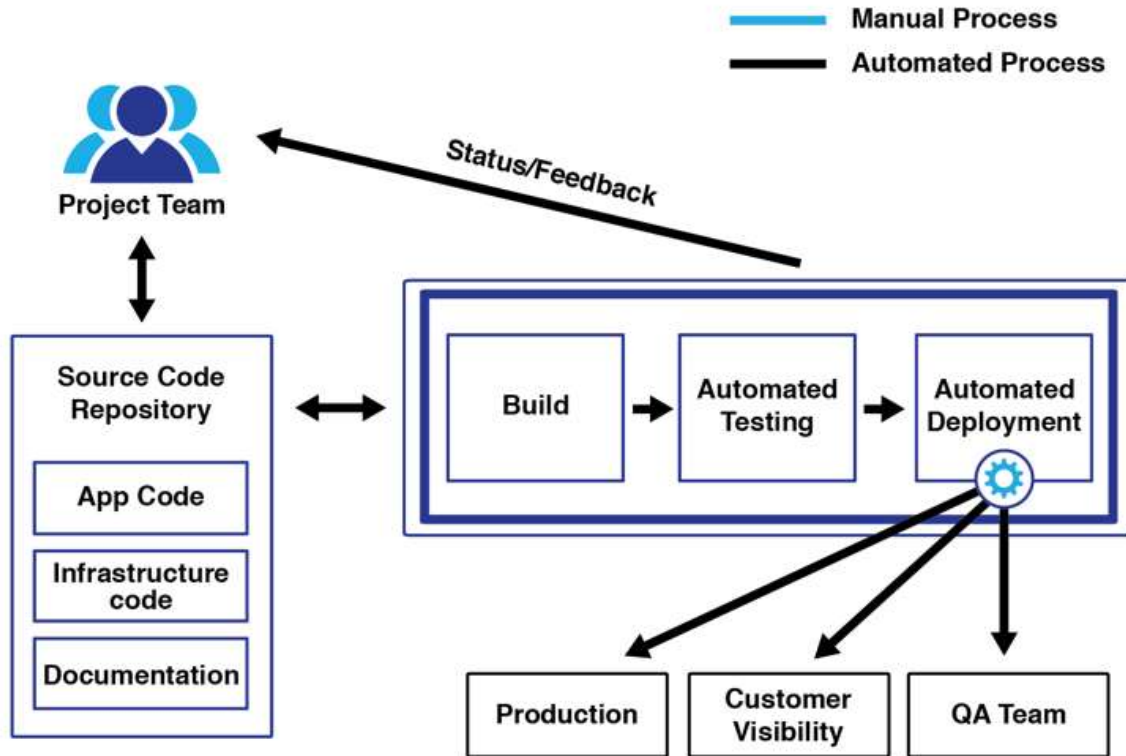 Manual Process
Automated Process
Status/Feedback
Project Team
Source Code
Repository
App Code
Infrastructure
code
Documentation
Build
Automated
Testing
Automated
Deployment
Production
Customer
Visibility
QA Team